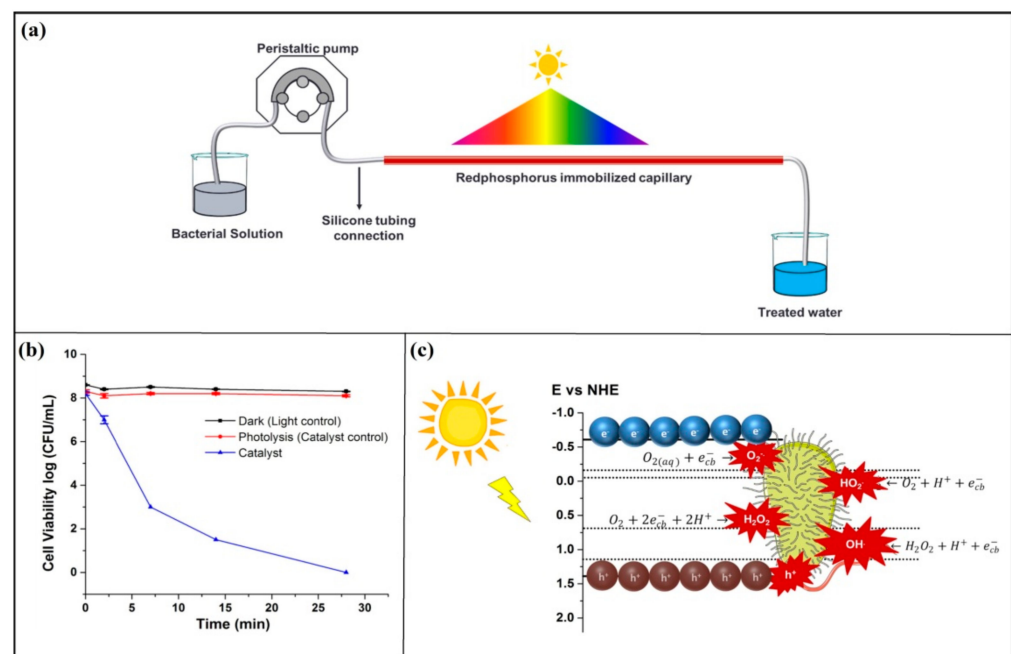 (a)
Peristaltic pump
Redphosphorus immobilized capillary
Silicone tubing
connection
Bacterial Solution
Treated water
(b)
10
8
6
4
2
0
0
5
10
15
20
25
30
Cell Viability log (CFU/mL)
Time (min)
Dark (Light control)
Photolysis (Catalyst control)
Catalyst
(c)
E vs NHE
-1.0
-0.5
0.0
0.5
1.0
1.5
2.0
e⁻ e⁻ e⁻ e⁻ e⁻ e⁻
O₂(aq) + e⁻cb →
O₂⁻
HO₂·
← O₂ + H⁺ + e⁻cb
O₂ + 2e⁻cb + 2H⁺ →
H₂O₂
OH·
← H₂O₂ + H⁺ + e⁻cb
h⁺ h⁺ h⁺ h⁺ h⁺ h⁺
h⁺